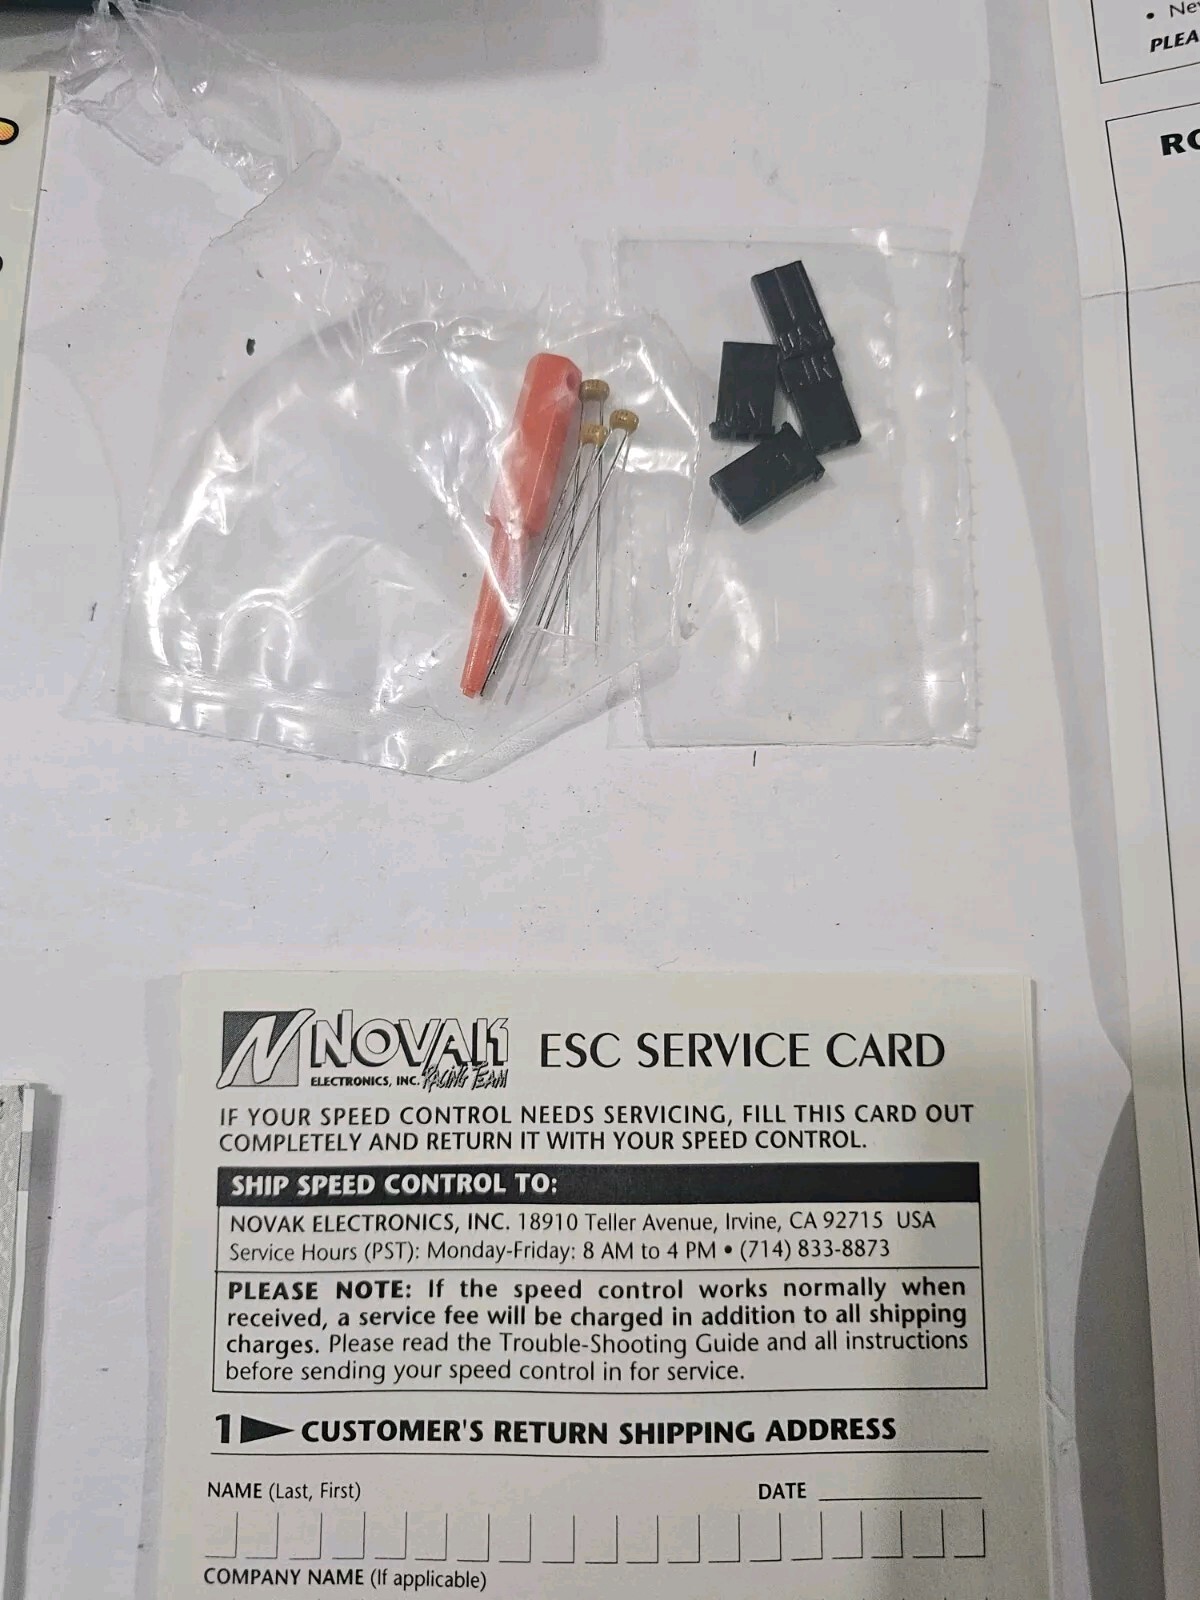 • Ne
PLEA
RO
NOVAK
ELECTRONICS, INC. RACING TEAM
ESC SERVICE CARD
IF YOUR SPEED CONTROL NEEDS SERVICING, FILL THIS CARD OUT
COMPLETELY AND RETURN IT WITH YOUR SPEED CONTROL.
SHIP SPEED CONTROL TO:
NOVAK ELECTRONICS, INC. 18910 Teller Avenue, Irvine, CA 92715 USA
Service Hours (PST): Monday-Friday: 8 AM to 4 PM • (714) 833-8873
PLEASE NOTE: If the speed control works normally when
received, a service fee will be charged in addition to all shipping
charges. Please read the Trouble-Shooting Guide and all instructions
before sending your speed control in for service.
1 CUSTOMER'S RETURN SHIPPING ADDRESS
NAME (Last, First) DATE
COMPANY NAME (If applicable)